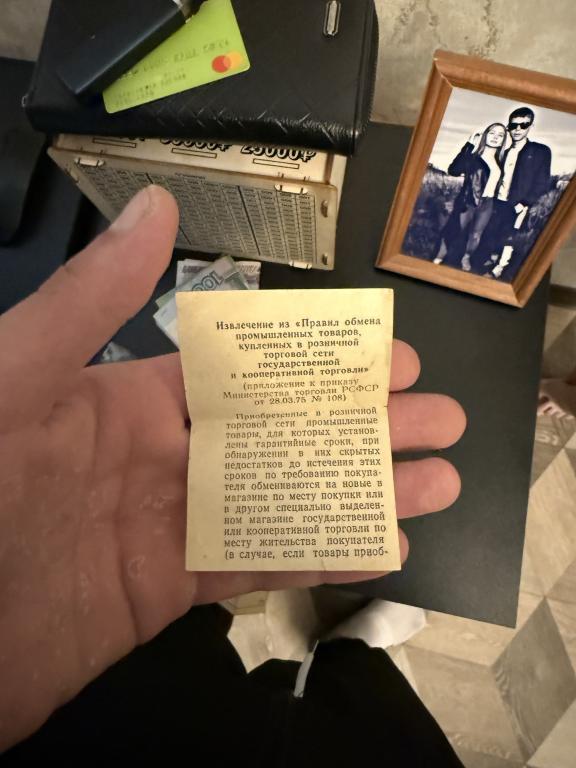 25000₽
100
Извлечение из «Правил обмена
промышленных товаров,
купленных в розничной
торговой сети
государственной
и кооперативной торговли»
(приложение к приказу
Министерства торговли РСФСР
от 28.03.75 № 108)
Приобретенные в розничной
торговой сети промышленные
товары, для которых установ-
лены гарантийные сроки, при
обнаружении в них скрытых
недостатков до истечения этих
сроков по требованию покупа-
теля обмениваются на новые в
магазине по месту покупки или
в другом специально выделен-
ном магазине государственной
или кооперативной торговли по
месту жительства покупателя
(в случае, если товары приоб-